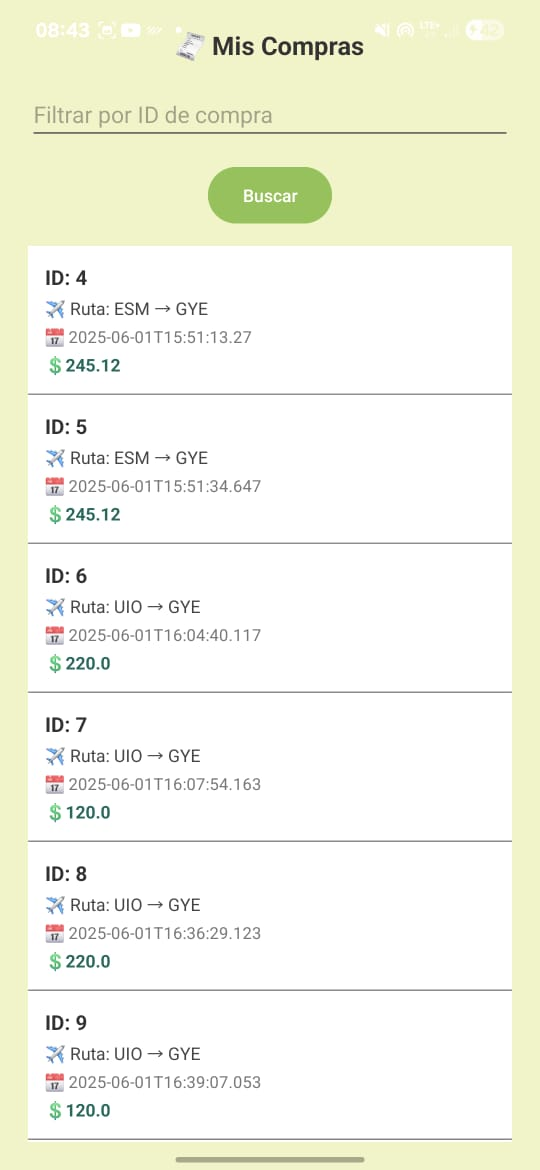 08:43
LTE+
42
🧾 Mis Compras
Filtrar por ID de compra
Buscar
ID: 4
✈️ Ruta: ESM → GYE
📅 2025-06-01T15:51:13.27
💲245.12
ID: 5
✈️ Ruta: ESM → GYE
📅 2025-06-01T15:51:34.647
💲245.12
ID: 6
✈️ Ruta: UIO → GYE
📅 2025-06-01T16:04:40.117
💲220.0
ID: 7
✈️ Ruta: UIO → GYE
📅 2025-06-01T16:07:54.163
💲120.0
ID: 8
✈️ Ruta: UIO → GYE
📅 2025-06-01T16:36:29.123
💲220.0
ID: 9
✈️ Ruta: UIO → GYE
📅 2025-06-01T16:39:07.053
💲120.0